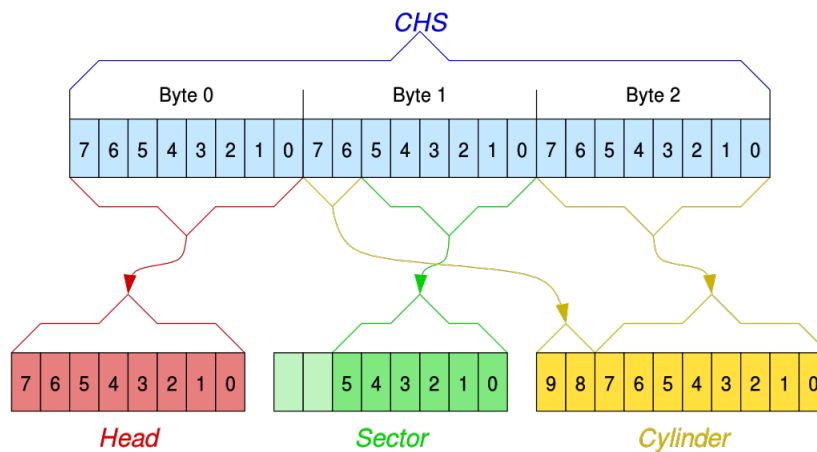 CHS
Byte 0 Byte 1 Byte 2
7 6 5 4 3 2 1 0 7 6 5 4 3 2 1 0 7 6 5 4 3 2 1 0
7 6 5 4 3 2 1 0 5 4 3 2 1 0 9 8 7 6 5 4 3 2 1 0
Head Sector Cylinder